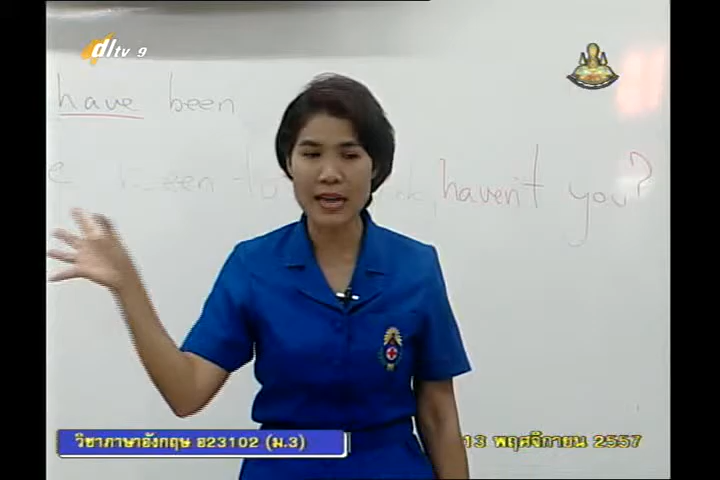 dltv 9
have been
been to haven't you?
วิชาภาษาอังกฤษ อ23102 (ม.3)
13 พฤศจิกายน 2557